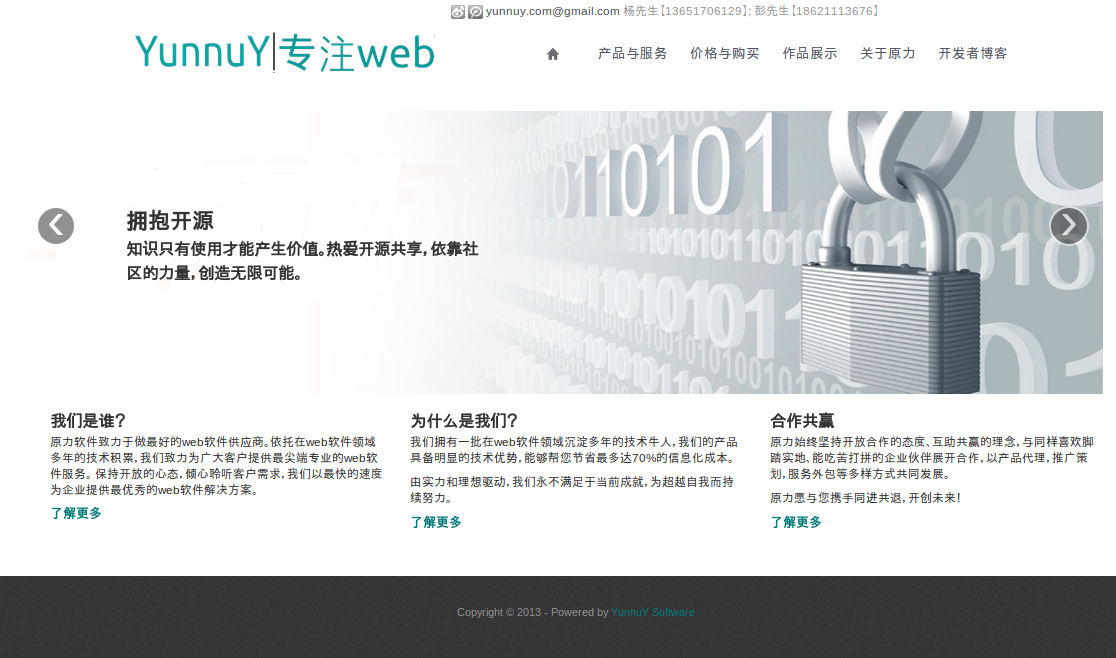 yunnuy.com@gmail.com 杨先生【13651706129】; 彭先生【18621113676】
YunnuY|专注web
产品与服务 价格与购买 作品展示 关于原力 开发者博客
110101
拥抱开源
知识只有使用才能产生价值。热爱开源共享，依靠社
区的力量，创造无限可能。
我们是谁？
原力软件致力于做最好的web软件供应商。依托在web软件领域
多年的技术积累，我们致力为广大客户提供最尖端专业的web软
件服务。 保持开放的心态，倾心聆听客户需求，我们以最快的速度
为企业提供最优秀的web软件解决方案。
了解更多
为什么是我们？
我们拥有一批在web软件领域沉淀多年的技术牛人，我们的产品
具备明显的技术优势，能够帮您节省最多达70%的信息化成本。
由实力和理想驱动，我们永不满足于当前成就，为超越自我而持
续努力。
了解更多
合作共赢
原力始终坚持开放合作的态度、互助共赢的理念，与同样喜欢脚
踏实地、能吃苦打拼的企业伙伴展开合作，以产品代理，推广策
划，服务外包等多样方式共同发展。
原力愿与您携手同进共退，开创未来！
了解更多
Copyright © 2013 - Powered by YunnuY Software